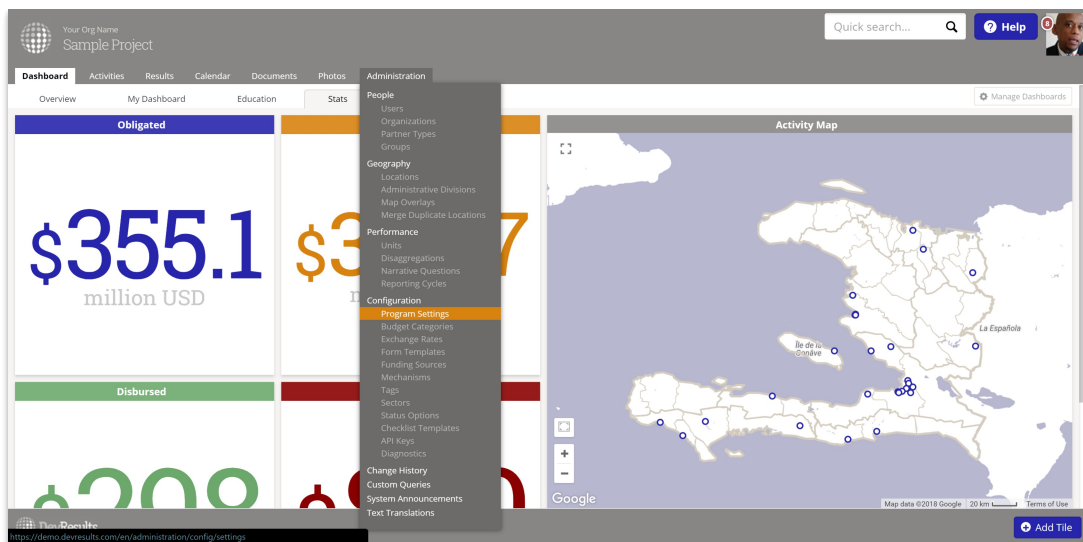 Your Org Name
Sample Project
Quick search...
Help
8
Dashboard
Activities
Results
Calendar
Documents
Photos
Administration
Overview
My Dashboard
Education
Stats
Manage Dashboards
People
Users
Organizations
Partner Types
Groups
Geography
Locations
Administrative Divisions
Map Overlays
Merge Duplicate Locations
Performance
Units
Disaggregations
Narrative Questions
Reporting Cycles
Configuration
Program Settings
Budget Categories
Exchange Rates
Form Templates
Funding Sources
Mechanisms
Tags
Sectors
Status Options
Checklist Templates
API Keys
Diagnostics
Change History
Custom Queries
System Announcements
Text Translations
Obligated
$355.1
million USD
Disbursed
Activity Map
La Española
Île de la
Gonâve
+
−
Google
Map data ©2018 Google
20 km
Terms of Use
DevResults
https://demo.devresults.com/en/administration/config/settings
Add Tile